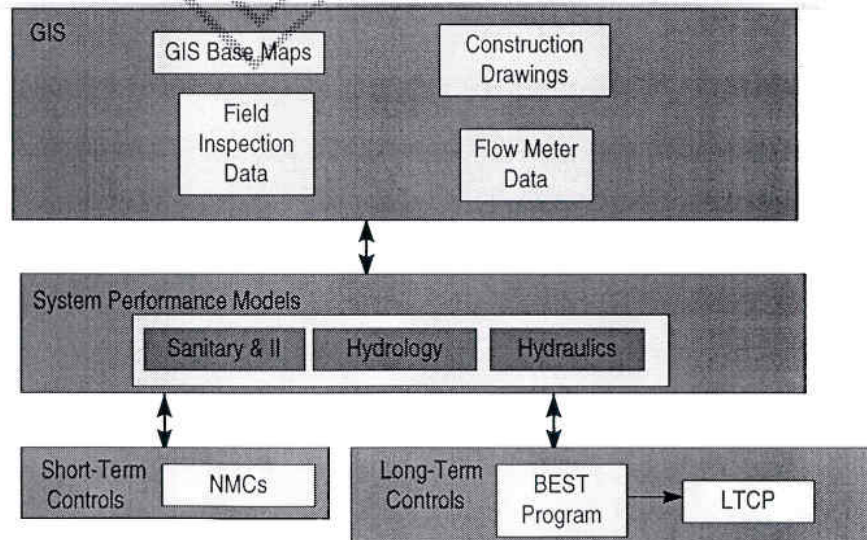 GIS
GIS Base Maps
Construction
Drawings
Field
Inspection
Data
Flow Meter
Data
System Performance Models
Sanitary & II
Hydrology
Hydraulics
Short-Term
Controls
NMCs
Long-Term
Controls
BEST
Program
LTCP